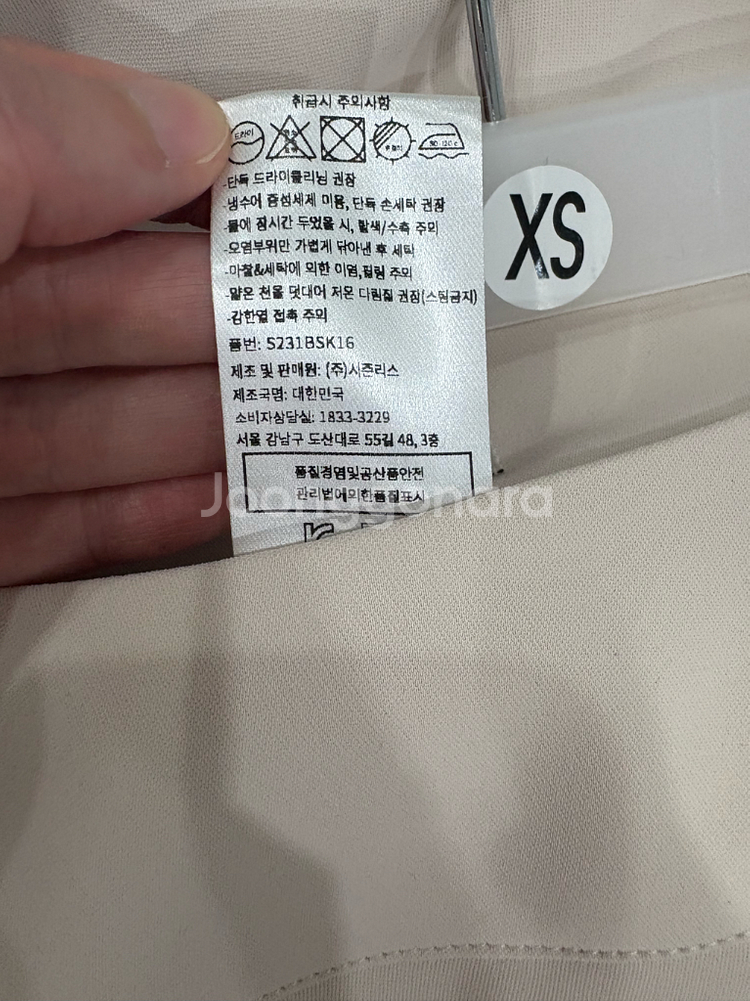 취급시 주의사항
드라이
-단독 드라이클리닝 권장
-냉수에 중성세제 미용, 단독 손세탁 권장
-물에 장시간 두었을 시, 탈색/수축 주의
-오염부위만 가볍게 닦아낸 후 세탁
-마찰&세탁에 의한 이염,필링 주의
-얇은 천을 덧대어 저온 다림질 권장(스팀금지)
-강한열 접촉 주의
품번: S231BSK16
제조 및 판매원: (주)시즌리스
제조국명: 대한민국
소비자상담실: 1833-3229
서울 강남구 도산대로 55길 48, 3층
품질경영및공산품안전
관리법에의한품질표시
XS
Joonggonara